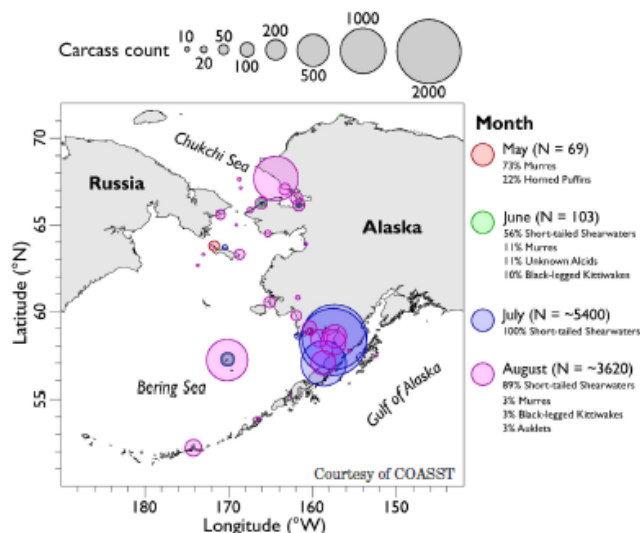 1000
200
50
10
Carcass count
20
100
500
2000
70
65
60
55
Latitude (°N)
Chukchi Sea
Russia
Alaska
Bering Sea
Gulf of Alaska
Courtesy of COASST
180
170
160
150
Longitude (°W)
Month
May (N = 69)
73% Murres
22% Horned Puffins
June (N = 103)
56% Short-tailed Shearwaters
11% Murres
11% Unknown Alcids
10% Black-legged Kittiwakes
July (N = ~5400)
100% Short-tailed Shearwaters
August (N = ~3620)
89% Short-tailed Shearwaters
3% Murres
3% Black-legged Kittiwakes
3% Auklets